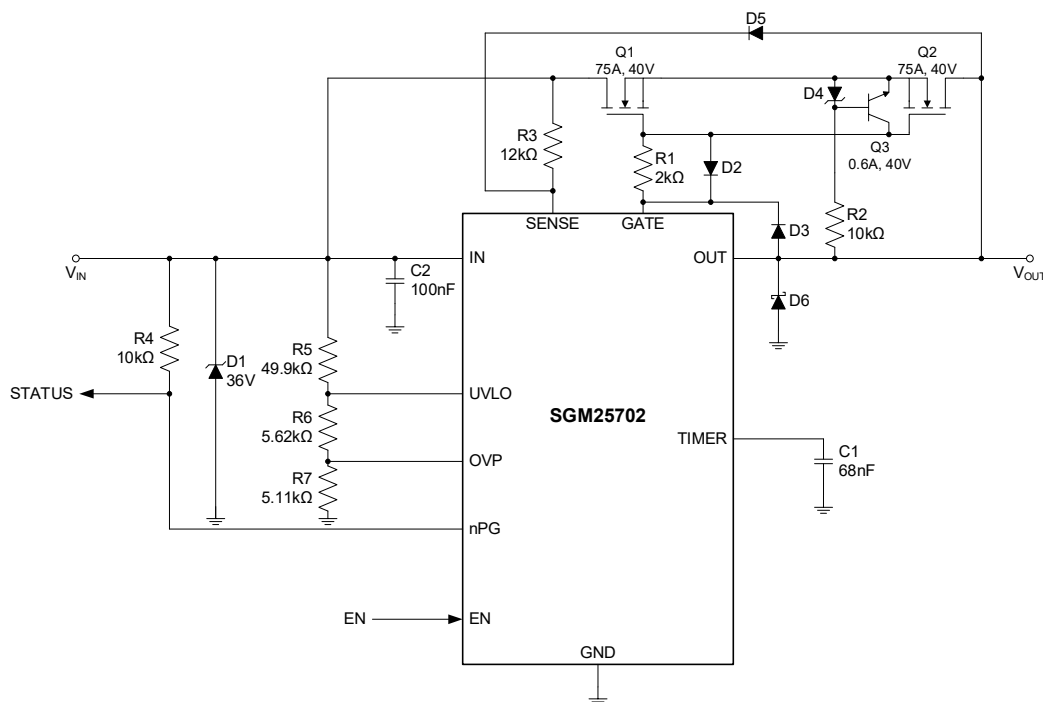 D5
Q1
75A, 40V
Q2
75A, 40V
D4
R3
12kΩ
R1
2kΩ
D2
Q3
0.6A, 40V
SENSE
GATE
D3
R2
10kΩ
IN
OUT
VIN
C2
100nF
VOUT
D6
R4
10kΩ
D1
36V
R5
49.9kΩ
STATUS
UVLO
SGM25702
R6
5.62kΩ
TIMER
C1
68nF
OVP
R7
5.11kΩ
nPG
EN
EN
GND